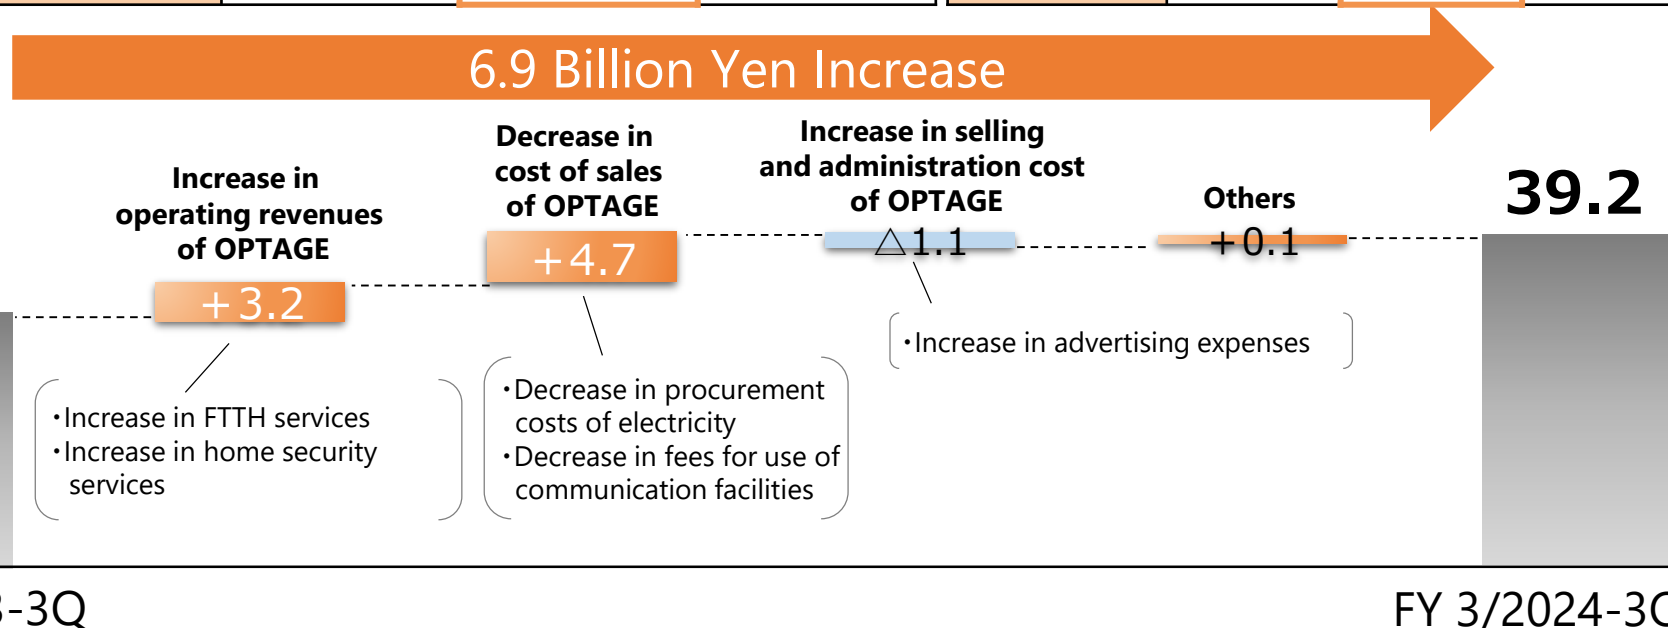 6.9 Billion Yen Increase
Increase in
operating revenues
of OPTAGE
+3.2
Decrease in
cost of sales
of OPTAGE
+4.7
Increase in selling
and administration cost
of OPTAGE
△1.1
Others
+0.1
39.2
・Increase in FTTH services
・Increase in home security
services
・Decrease in procurement
costs of electricity
・Decrease in fees for use of
communication facilities
・Increase in advertising expenses
-3Q
FY 3/2024-3Q